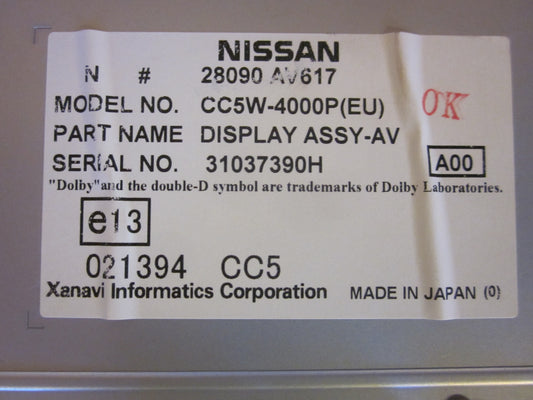 NISSAN
N # 28090 AV617
MODEL NO. CC5W-4000P(EU)
OK
PART NAME DISPLAY ASSY-AV
SERIAL NO. 31037390H
A00
"Dolby"and the double-D symbol are trademarks of Dolby Laboratories.
e13
021394 CC5
Xanavi Informatics Corporation MADE IN JAPAN (0)